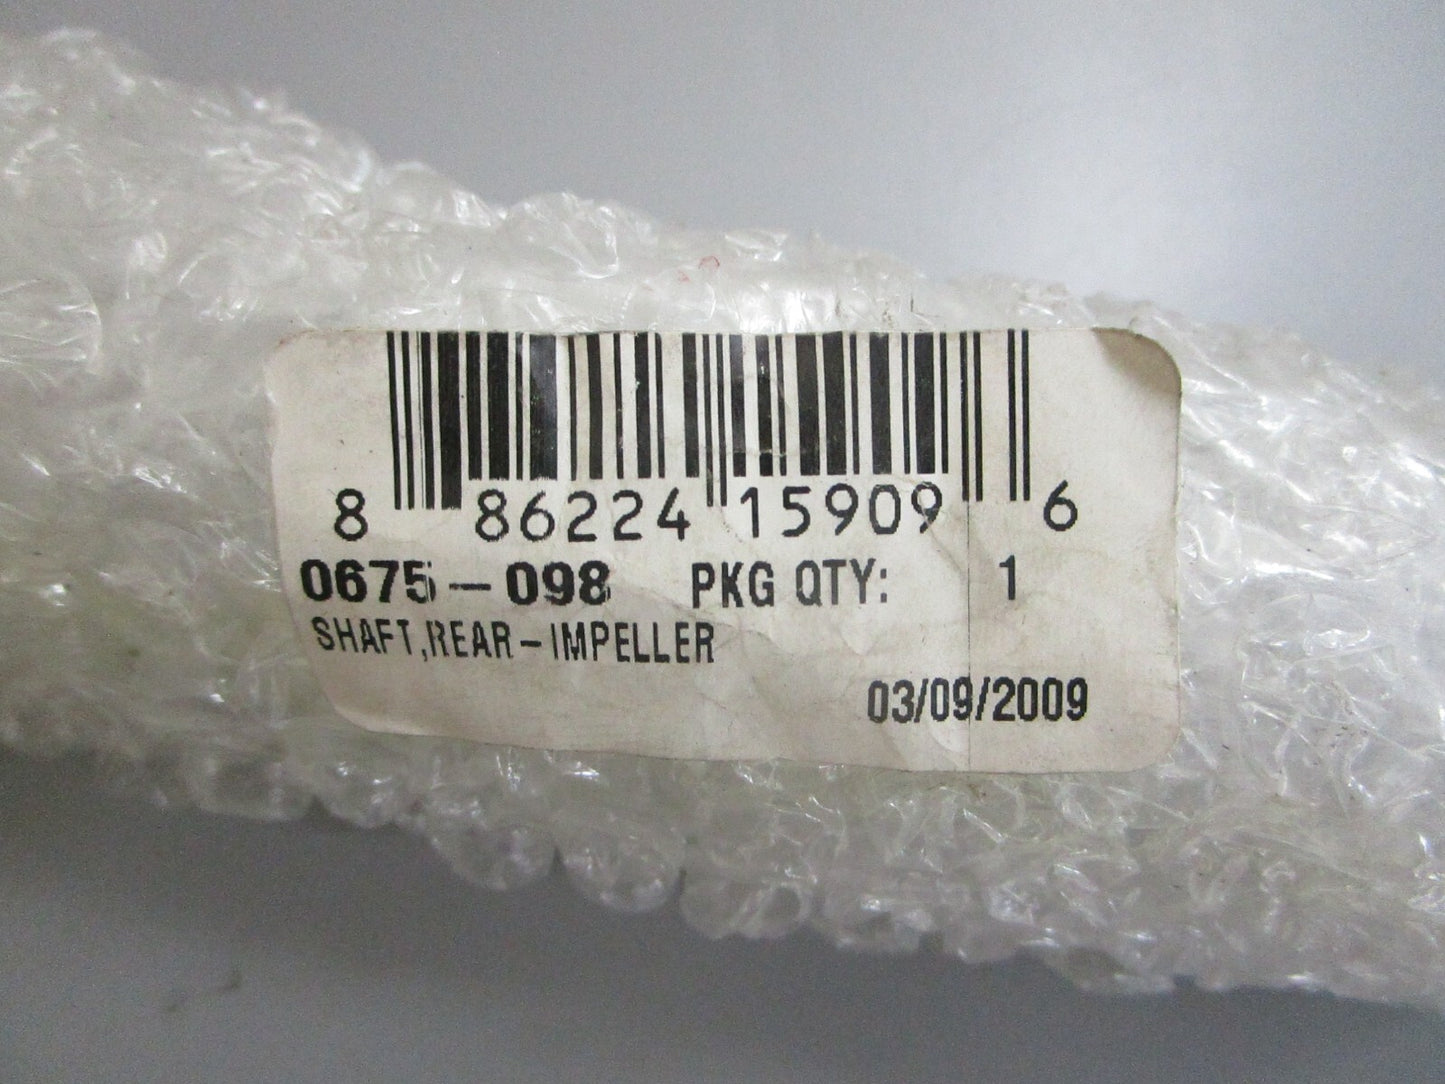 8 86224 15909 6
0675-098 PKG QTY: 1
SHAFT,REAR-IMPELLER
03/09/2009